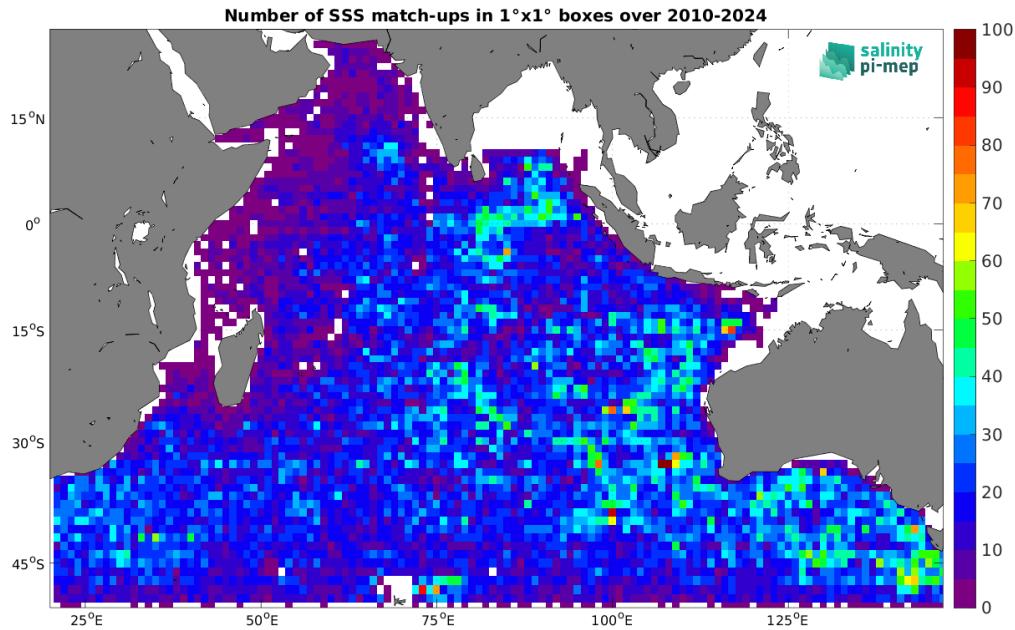 Number of SSS match-ups in 1°x1° boxes over 2010-2024
salinity
pi-mep
15°N
0°
15°S
30°S
45°S
25°E
50°E
75°E
100°E
125°E
100
90
80
70
60
50
40
30
20
10
0